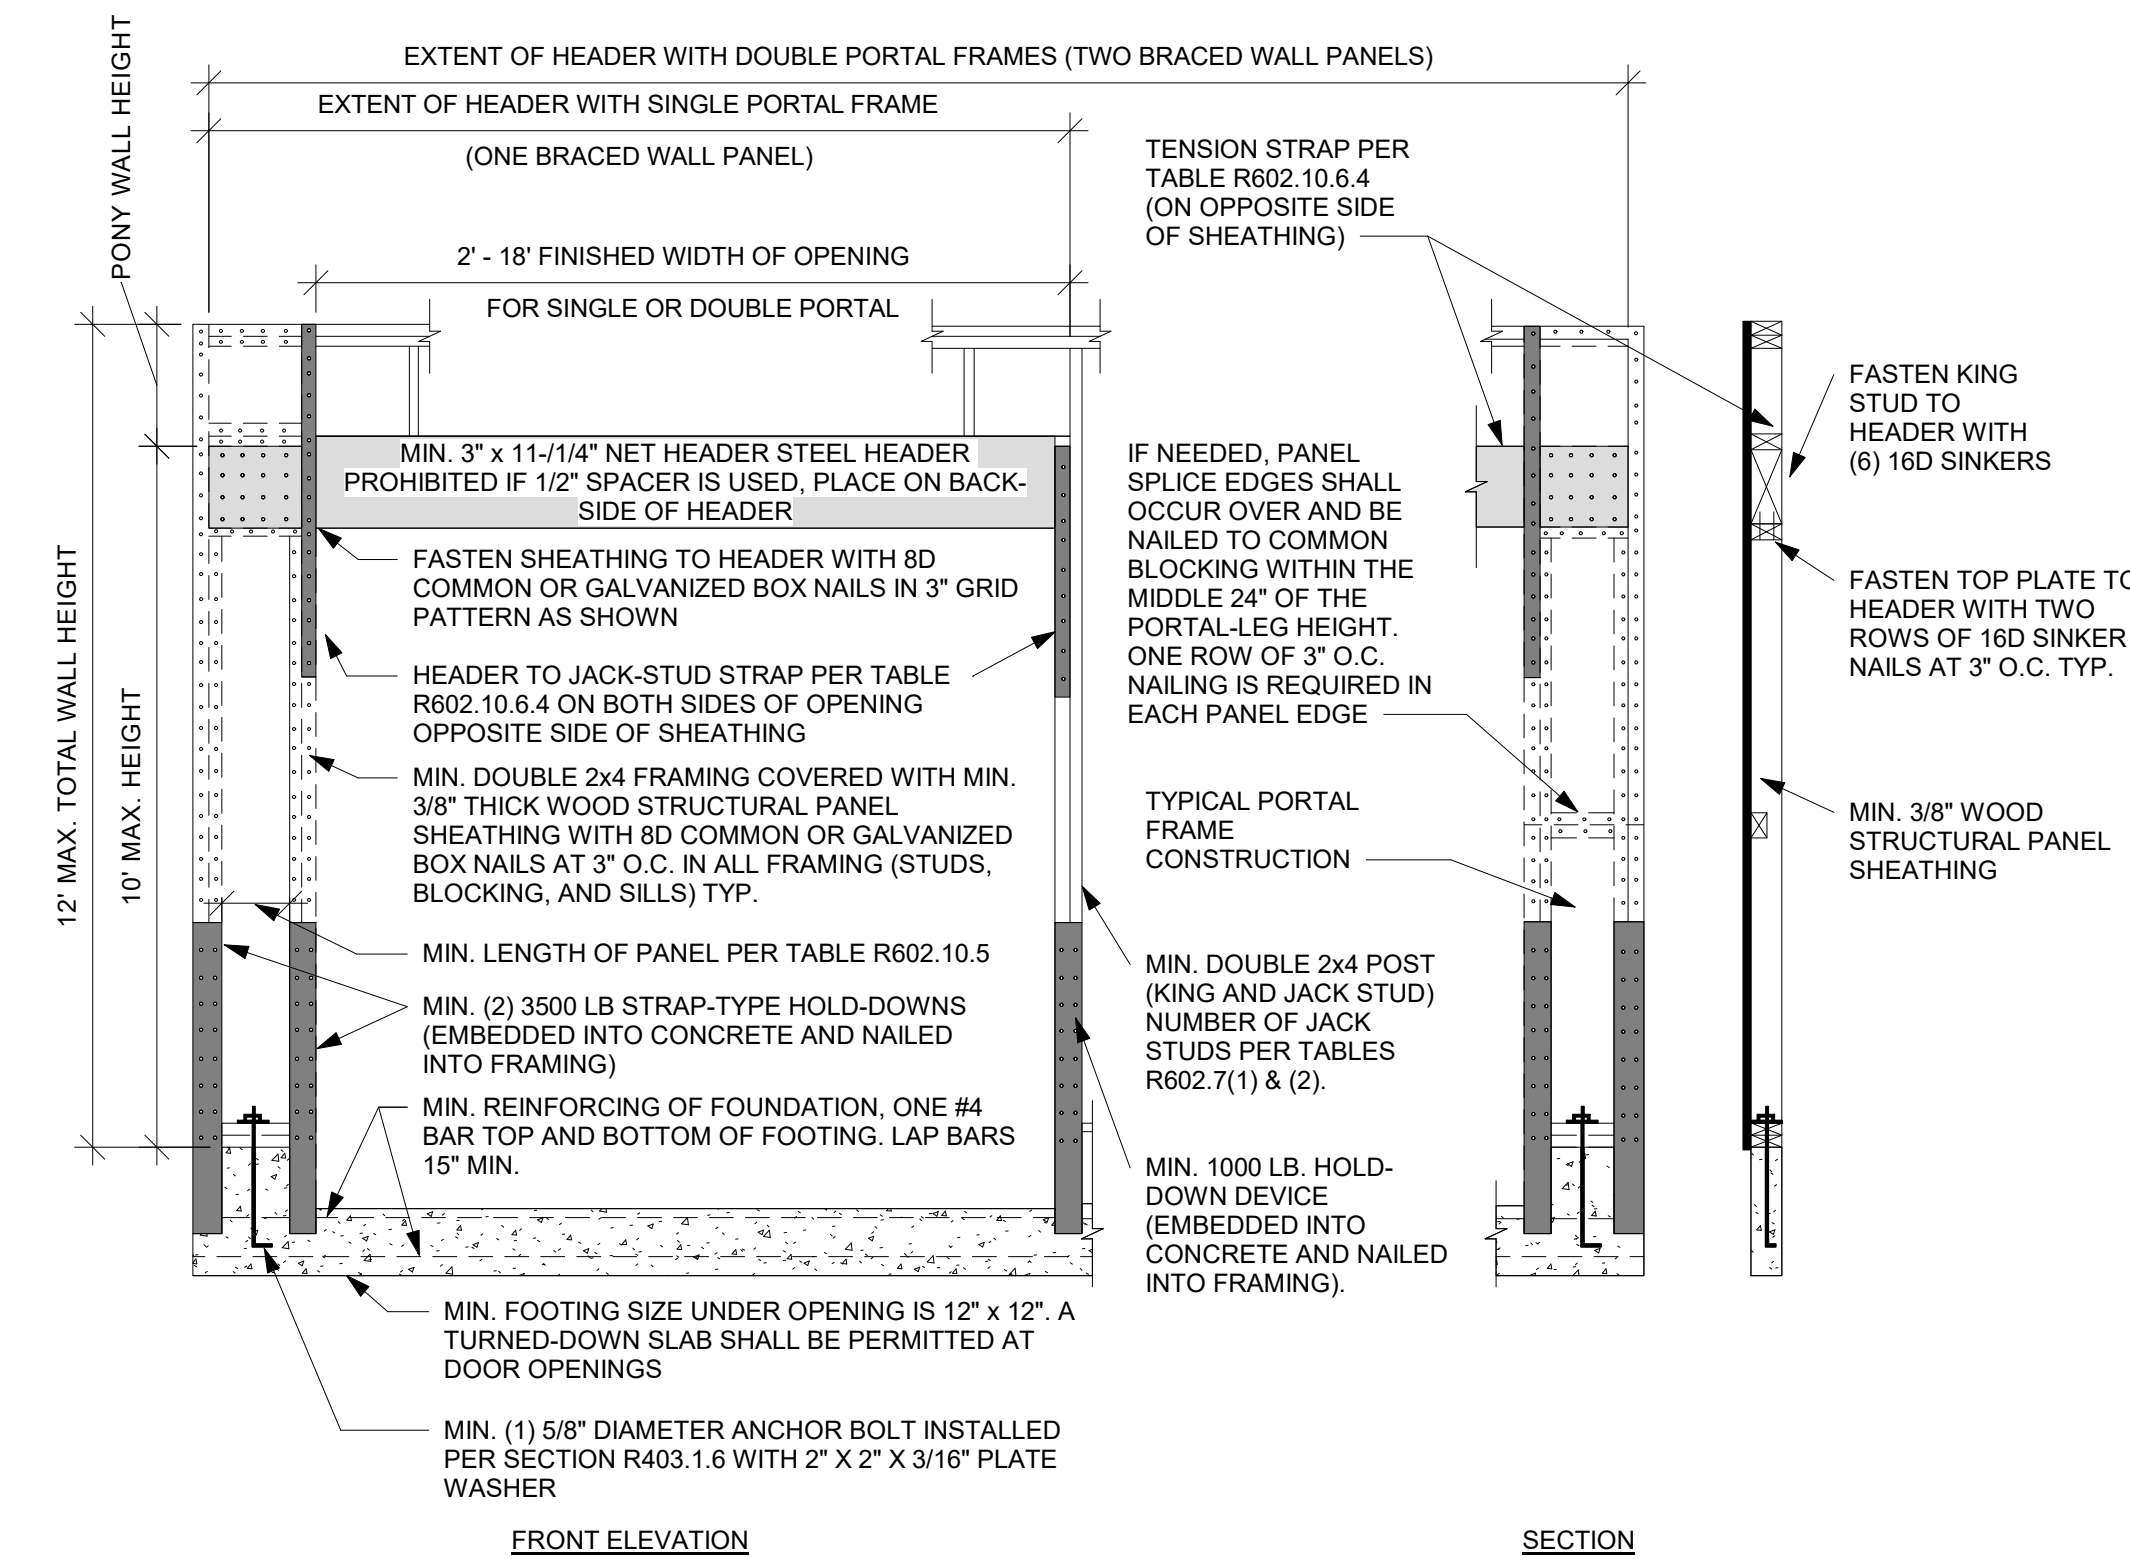 EXTENT OF HEADER WITH DOUBLE PORTAL FRAMES (TWO BRACED WALL PANELS)
EXTENT OF HEADER WITH SINGLE PORTAL FRAME
(ONE BRACED WALL PANEL)
2' - 18' FINISHED WIDTH OF OPENING
FOR SINGLE OR DOUBLE PORTAL
PONY WALL HEIGHT
12' MAX. TOTAL WALL HEIGHT
10' MAX. HEIGHT
MIN. 3" x 11-/1/4" NET HEADER STEEL HEADER
PROHIBITED IF 1/2" SPACER IS USED, PLACE ON BACK-
SIDE OF HEADER
FASTEN SHEATHING TO HEADER WITH 8D
COMMON OR GALVANIZED BOX NAILS IN 3" GRID
PATTERN AS SHOWN
HEADER TO JACK-STUD STRAP PER TABLE
R602.10.6.4 ON BOTH SIDES OF OPENING
OPPOSITE SIDE OF SHEATHING
MIN. DOUBLE 2x4 FRAMING COVERED WITH MIN.
3/8" THICK WOOD STRUCTURAL PANEL
SHEATHING WITH 8D COMMON OR GALVANIZED
BOX NAILS AT 3" O.C. IN ALL FRAMING (STUDS,
BLOCKING, AND SILLS) TYP.
MIN. LENGTH OF PANEL PER TABLE R602.10.5
MIN. (2) 3500 LB STRAP-TYPE HOLD-DOWNS
(EMBEDDED INTO CONCRETE AND NAILED
INTO FRAMING)
MIN. REINFORCING OF FOUNDATION, ONE #4
BAR TOP AND BOTTOM OF FOOTING. LAP BARS
15" MIN.
MIN. FOOTING SIZE UNDER OPENING IS 12" x 12". A
TURNED-DOWN SLAB SHALL BE PERMITTED AT
DOOR OPENINGS
MIN. (1) 5/8" DIAMETER ANCHOR BOLT INSTALLED
PER SECTION R403.1.6 WITH 2" X 2" X 3/16" PLATE
WASHER
FRONT ELEVATION
TENSION STRAP PER
TABLE R602.10.6.4
(ON OPPOSITE SIDE
OF SHEATHING)
IF NEEDED, PANEL
SPLICE EDGES SHALL
OCCUR OVER AND BE
NAILED TO COMMON
BLOCKING WITHIN THE
MIDDLE 24" OF THE
PORTAL-LEG HEIGHT.
ONE ROW OF 3" O.C.
NAILING IS REQUIRED IN
EACH PANEL EDGE
TYPICAL PORTAL
FRAME
CONSTRUCTION
MIN. DOUBLE 2x4 POST
(KING AND JACK STUD)
NUMBER OF JACK
STUDS PER TABLES
R602.7(1) & (2).
MIN. 1000 LB. HOLD-
DOWN DEVICE
(EMBEDDED INTO
CONCRETE AND NAILED
INTO FRAMING).
FASTEN KING
STUD TO
HEADER WITH
(6) 16D SINKERS
FASTEN TOP PLATE TO
HEADER WITH TWO
ROWS OF 16D SINKER
NAILS AT 3" O.C. TYP.
MIN. 3/8" WOOD
STRUCTURAL PANEL
SHEATHING
SECTION